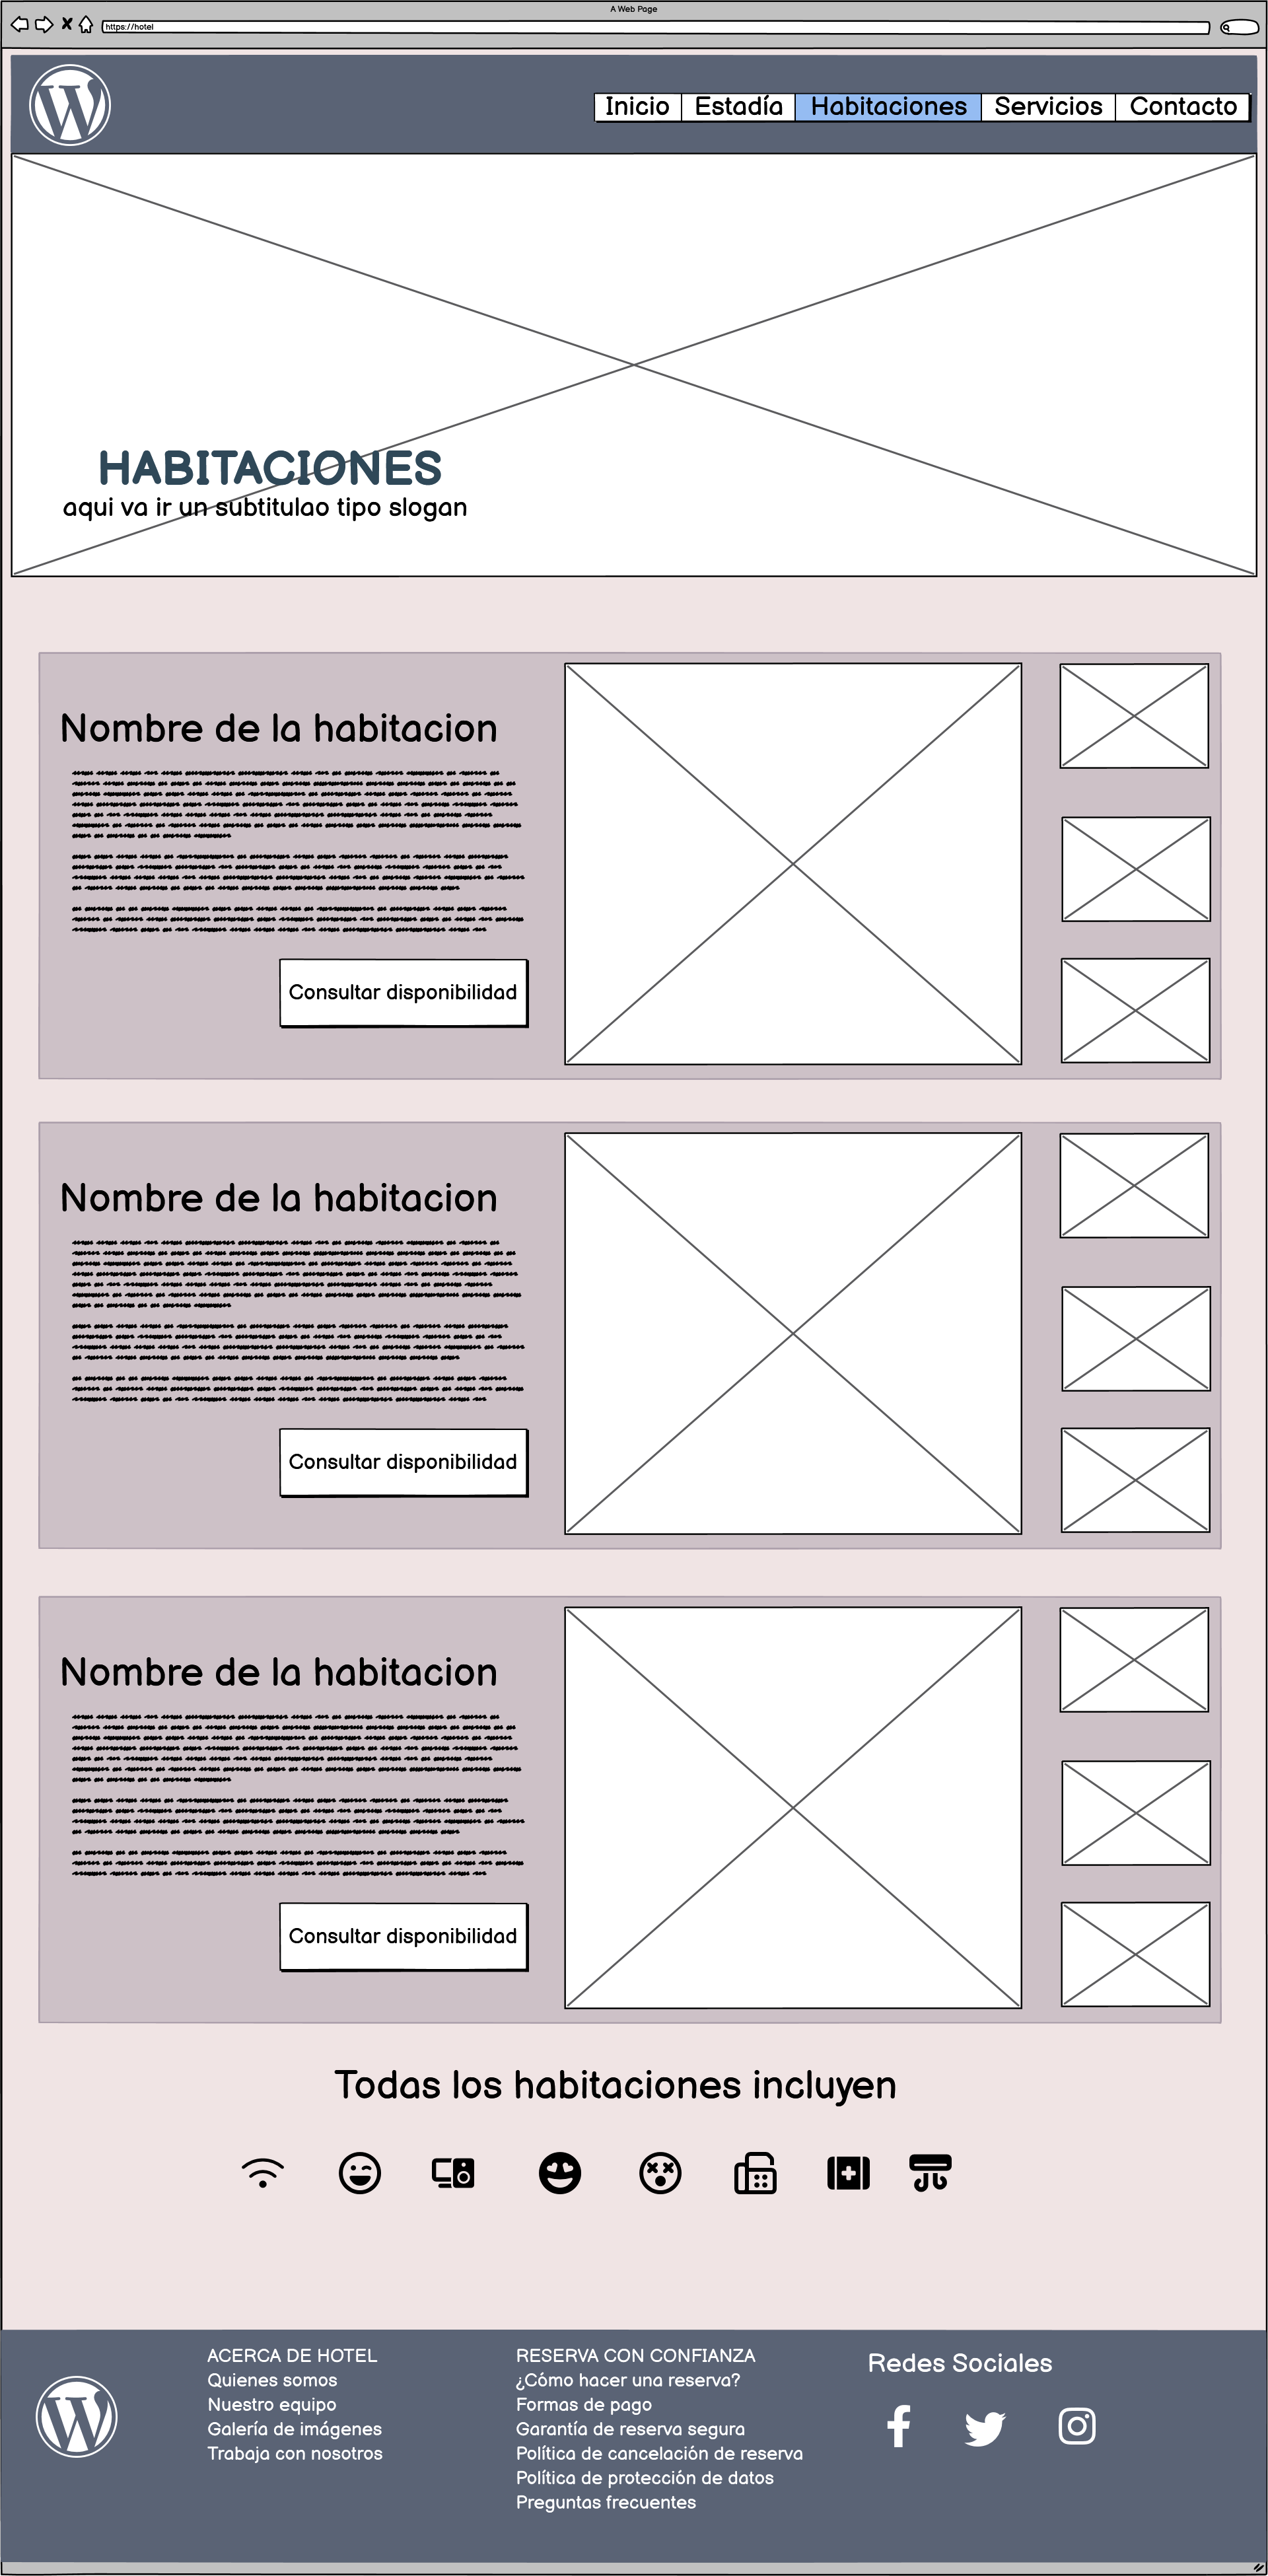 A Web Page
https://hotel
Inicio Estadía Habitaciones Servicios Contacto
HABITACIONES
aqui va ir un subtitulao tipo slogan
Nombre de la habitacion
Consultar disponibilidad
Nombre de la habitacion
Consultar disponibilidad
Nombre de la habitacion
Consultar disponibilidad
Todas los habitaciones incluyen
ACERCA DE HOTEL
Quienes somos
Nuestro equipo
Galería de imágenes
Trabaja con nosotros
RESERVA CON CONFIANZA
¿Cómo hacer una reserva?
Formas de pago
Garantía de reserva segura
Política de cancelación de reserva
Política de protección de datos
Preguntas frecuentes
Redes Sociales